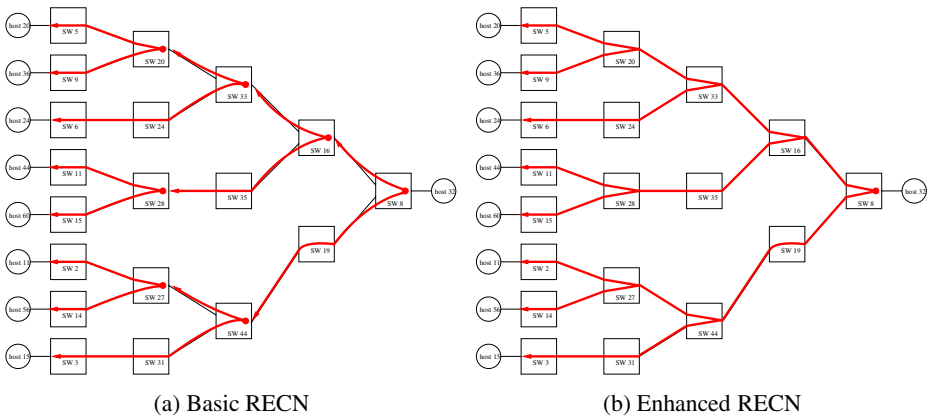 host 20
SW 5
SW 20
host 36
SW 9
SW 33
host 24
SW 6
SW 24
SW 16
host 44
SW 11
SW 28
SW 35
SW 8
host 32
host 60
SW 15
SW 19
host 11
SW 2
SW 27
host 56
SW 14
SW 44
host 15
SW 3
SW 31
(a) Basic RECN
host 20
SW 5
SW 20
host 36
SW 9
SW 33
host 24
SW 6
SW 24
SW 16
host 44
SW 11
SW 28
SW 35
SW 8
host 32
host 60
SW 15
SW 19
host 11
SW 2
SW 27
host 56
SW 14
SW 44
host 15
SW 3
SW 31
(b) Enhanced RECN